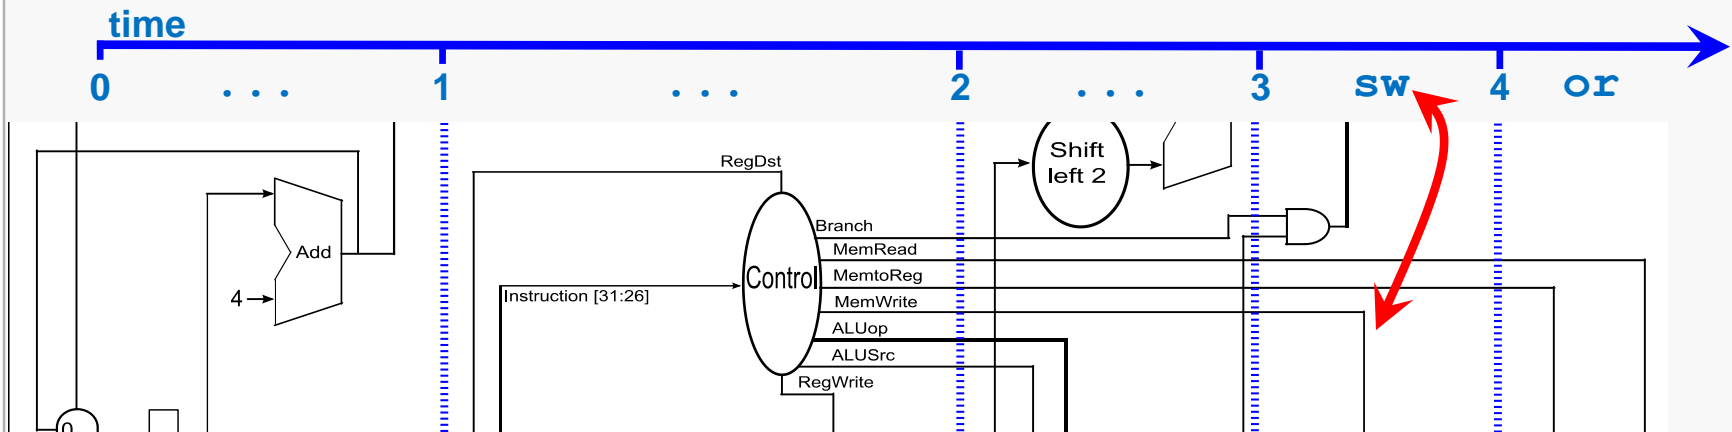 time
0 ... 1 ... 2 ... 3 sw 4 or
Shift
left 2
RegDst
Branch
MemRead
Add
MemtoReg
Control
4
Instruction [31:26]
MemWrite
ALUop
ALUSrc
RegWrite
0